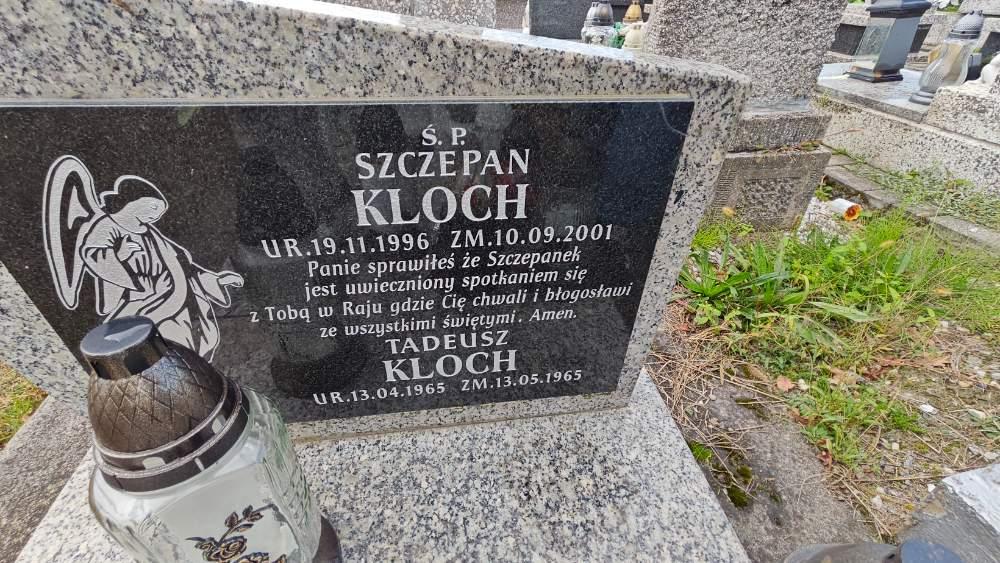 Ś. P.
SZCZEPAN
KLOCH
UR.19.11.1996 ZM.10.09.2001
Panie sprawiłeś że Szczepanek
jest uwieczniony spotkaniem się
z Tobą w Raju gdzie Cię chwali i błogosławi
ze wszystkimi świętymi. Amen.
TADEUSZ
KLOCH
UR.13.04.1965 ZM.13.05.1965